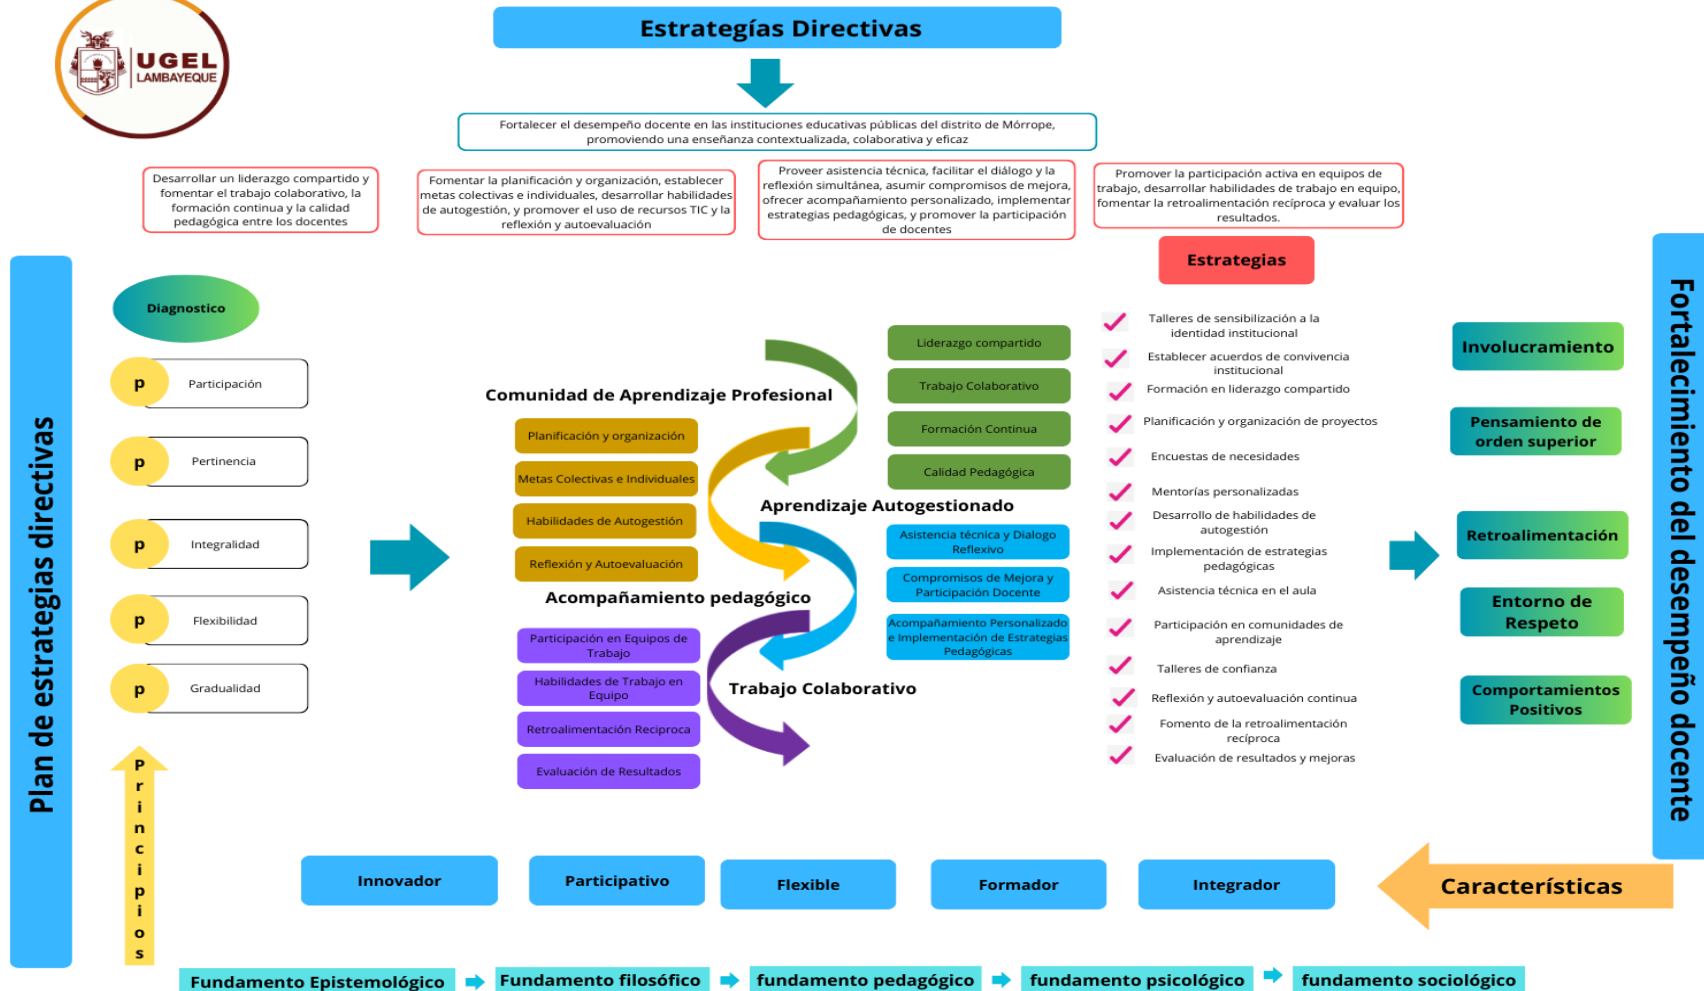 UGEL
LAMBAYEQUE
Estrategías Directivas
Fortalecer el desempeño docente en las instituciones educativas públicas del distrito de Mórrope,
promoviendo una enseñanza contextualizada, colaborativa y eficaz
Desarrollar un liderazgo compartido y
fomentar el trabajo colaborativo, la
formación continua y la calidad
pedagógica entre los docentes
Fomentar la planificación y organización, establecer
metas colectivas e individuales, desarrollar habilidades
de autogestión, y promover el uso de recursos TIC y la
reflexión y autoevaluación
Proveer asistencia técnica, facilitar el diálogo y la
reflexión simultánea, asumir compromisos de mejora,
ofrecer acompañamiento personalizado, implementar
estrategias pedagógicas, y promover la participación
de docentes
Promover la participación activa en equipos de
trabajo, desarrollar habilidades de trabajo en equipo,
fomentar la retroalimentación recíproca y evaluar los
resultados.
Plan de estrategias directivas
Diagnostico
p
Participación
p
Pertinencia
p
Integralidad
p
Flexibilidad
p
Gradualidad
Principios
Comunidad de Aprendizaje Profesional
Liderazgo compartido
Trabajo Colaborativo
Formación Continua
Calidad Pedagógica
Planificación y organización
Metas Colectivas e Individuales
Habilidades de Autogestión
Reflexión y Autoevaluación
Aprendizaje Autogestionado
Asistencia técnica y Dialogo
Reflexivo
Compromisos de Mejora y
Participación Docente
Acompañamiento Personalizado
e Implementación de Estrategias
Pedagógicas
Acompañamiento pedagógico
Participación en Equipos de
Trabajo
Habilidades de Trabajo en
Equipo
Retroalimentación Reciproca
Evaluación de Resultados
Trabajo Colaborativo
Estrategias
Talleres de sensibilización a la
identidad institucional
Establecer acuerdos de convivencia
institucional
Formación en liderazgo compartido
Planificación y organización de proyectos
Encuestas de necesidades
Mentorías personalizadas
Desarrollo de habilidades de
autogestión
Implementación de estrategias
pedagógicas
Asistencia técnica en el aula
Participación en comunidades de
aprendizaje
Talleres de confianza
Reflexión y autoevaluación continua
Fomento de la retroalimentación
recíproca
Evaluación de resultados y mejoras
Involucramiento
Pensamiento de
orden superior
Retroalimentación
Entorno de
Respeto
Comportamientos
Positivos
Fortalecimiento del desempeño docente
Innovador
Participativo
Flexible
Formador
Integrador
Características
Fundamento Epistemológico
Fundamento filosófico
fundamento pedagógico
fundamento psicológico
fundamento sociológico